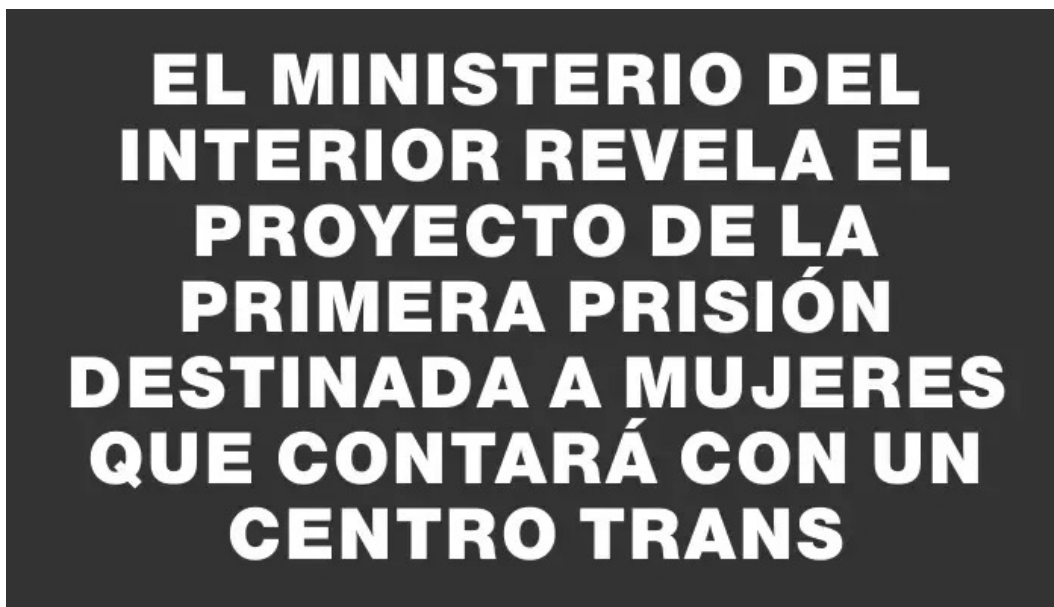 EL MINISTERIO DEL
INTERIOR REVELA EL
PROYECTO DE LA
PRIMERA PRISIÓN
DESTINADA A MUJERES
QUE CONTARÁ CON UN
CENTRO TRANS